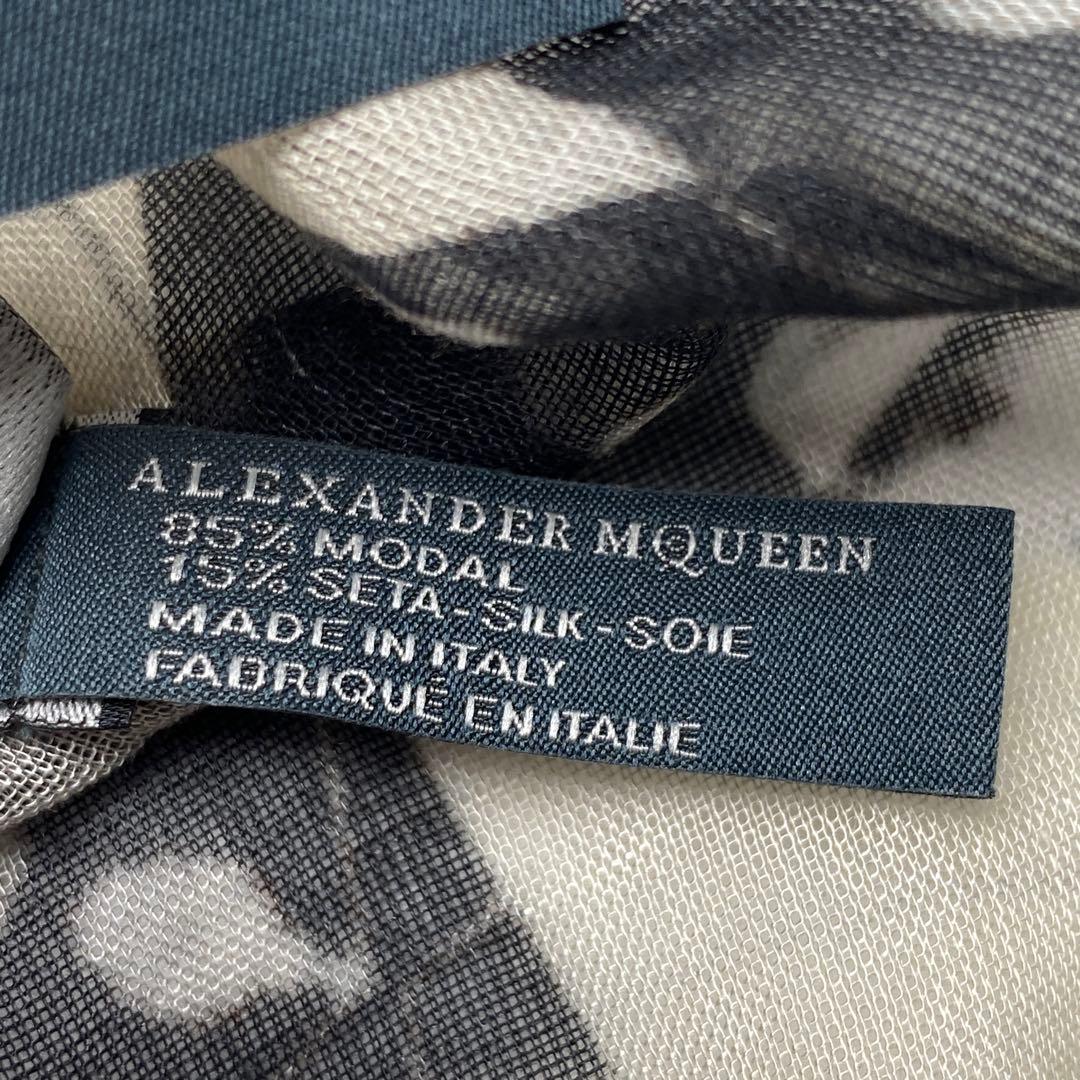 ALEXANDER MQUEEN
85% MODAL
15% SETA-SILK-SOIE
MADE IN ITALY
FABRIQUÉ EN ITALIE